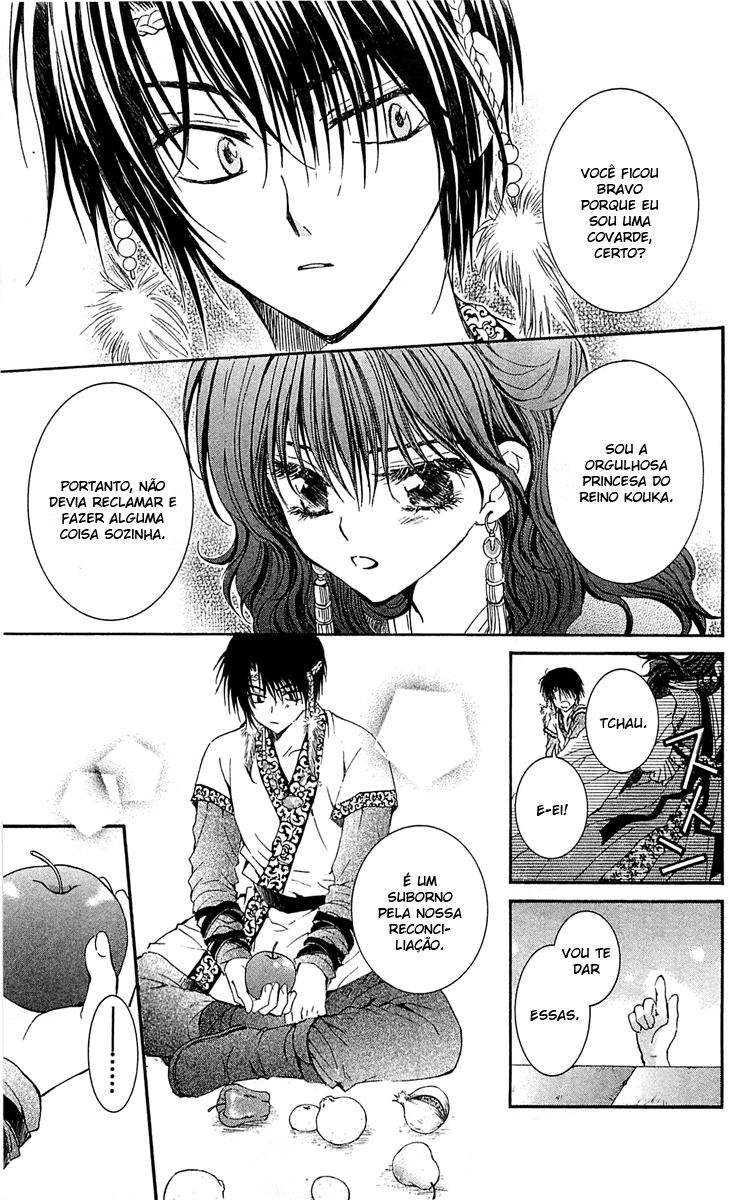 VOCÊ FICOU
BRAVO
PORQUE EU
SOU UMA
COVARDE,
CERTO?
SOU A
ORGULHOSA
PRINCESA DO
REINO KOUKA.
PORTANTO, NÃO
DEVIA RECLAMAR E
FAZER ALGUMA
COISA SOZINHA.
TCHAU.
E-EI!
VOU TE
DAR
ESSAS.
É UM
SUBORNO
PELA NOSSA
RECONCI-
LIAÇÃO.
.........